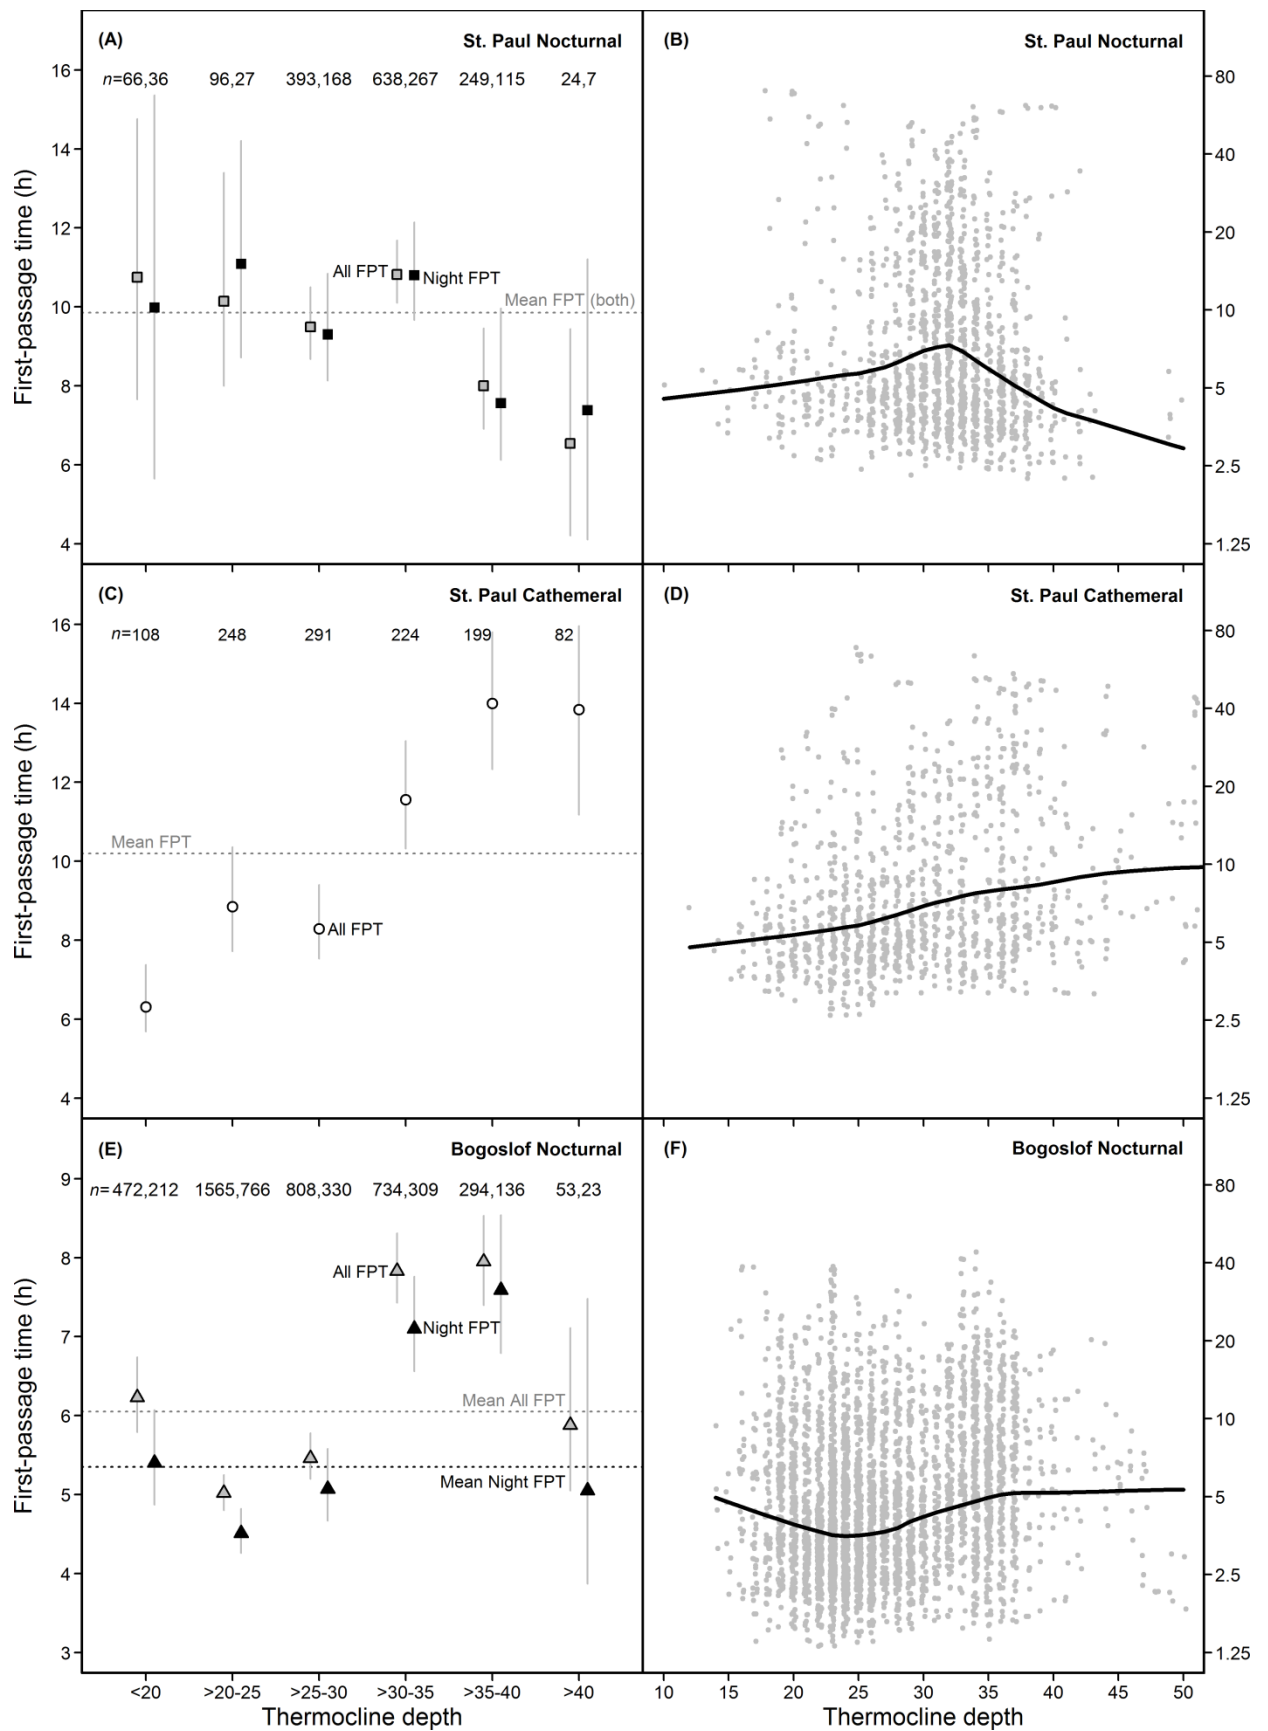 (A) St. Paul Nocturnal
n=66,36 96,27 393,168 638,267 249,115 24,7
16
14
12
10
8
6
4
First-passage time (h)
All FPT
Night FPT
Mean FPT (both)
(B) St. Paul Nocturnal
80
40
20
10
5
2.5
1.25
(C) St. Paul Cathemeral
n=108 248 291 224 199 82
16
14
12
10
8
6
4
First-passage time (h)
Mean FPT
All FPT
(D) St. Paul Cathemeral
80
40
20
10
5
2.5
1.25
(E) Bogoslof Nocturnal
n=472,212 1565,766 808,330 734,309 294,136 53,23
9
8
7
6
5
4
3
First-passage time (h)
All FPT
Night FPT
Mean All FPT
Mean Night FPT
<20 >20-25 >25-30 >30-35 >35-40 >40
Thermocline depth
(F) Bogoslof Nocturnal
80
40
20
10
5
2.5
1.25
10 15 20 25 30 35 40 45 50
Thermocline depth